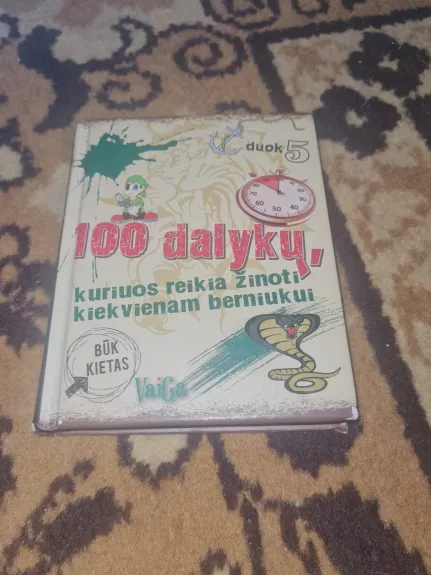 duok 5
100 dalykų,
kuriuos reikia žinoti
kiekvienam berniukui
BŪK
KIETAS
VaiGa